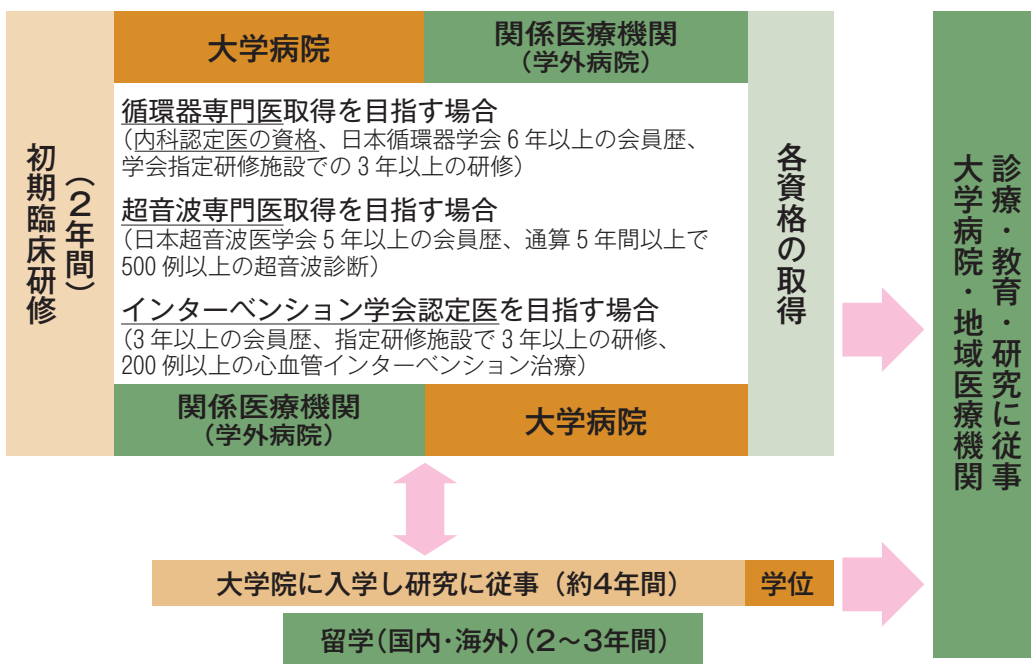 初期臨床研修
（２年間）
大学病院
関係医療機関
（学外病院）
循環器専門医取得を目指す場合
（内科認定医の資格、日本循環器学会 6 年以上の会員歴、
学会指定研修施設での 3 年以上の研修）
超音波専門医取得を目指す場合
（日本超音波医学会 5 年以上の会員歴、通算 5 年間以上で
500 例以上の超音波診断）
インターベンション学会認定医を目指す場合
（3 年以上の会員歴、指定研修施設で 3 年以上の研修、
200 例以上の心血管インターベンション治療）
関係医療機関
（学外病院）
大学病院
各資格の取得
診療・教育・研究に従事
大学病院・地域医療機関
大学院に入学し研究に従事（約4年間）
学位
留学（国内・海外）（2〜3年間）